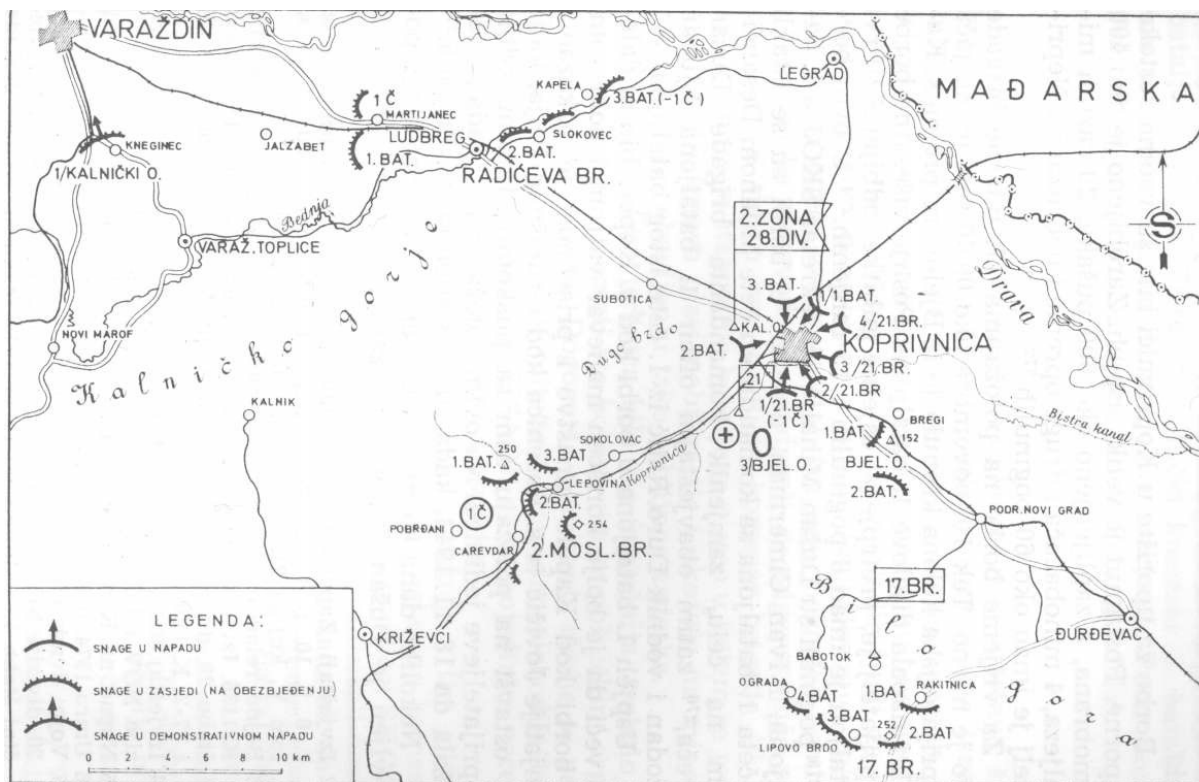 VARAŽDIN
LEGRAD
KAPELA
3.BAT.(-1Č)
MAĐARSKA
1Č
MARTIJANEC
LUDBREG
SLOKOVEC
2.BAT.
KNEGINEC
JALZABET
1.BAT.
RADIĆEVA BR.
1/KALNIČKI O.
Bednja
2.ZONA
28.DIV.
S
VARAŽ.TOPLICE
Drava
3.BAT.
1/1.BAT.
SUBOTICA
4/21.BR.
KAL.O.
KOPRIVNICA
NOVI MAROF
Dugo brdo
2.BAT.
3/21.BR.
21
2/21.BR
Kalničko gorje
1/21.BR
(-1Č)
KALNIK
BREGI
Bistra kanal
1.BAT
152
3/BJEL.O.
BJEL.O.
SOKOLOVAC
250
3.BAT
1.BAT.
Koprivnica
LEPOVINA
2.BAT.
2.BAT.
1Č
254
POBRĐANI
PODR.NOVI GRAD
CAREVDAR
2.MOSL.BR.
17.BR.
Bilo gora
ĐURĐEVAC
KRIŽEVCI
BABOTOK
OGRADA
1.BAT
RAKITNICA
4.BAT
3.BAT
252
2.BAT
LIPOVO BRDO
17. BR.
LEGENDA:
SNAGE U NAPADU
SNAGE U ZASJEDI (NA OBEZBJEĐENJU)
SNAGE U DEMONSTRATIVNOM NAPADU
0 2 4 6 8 10 km